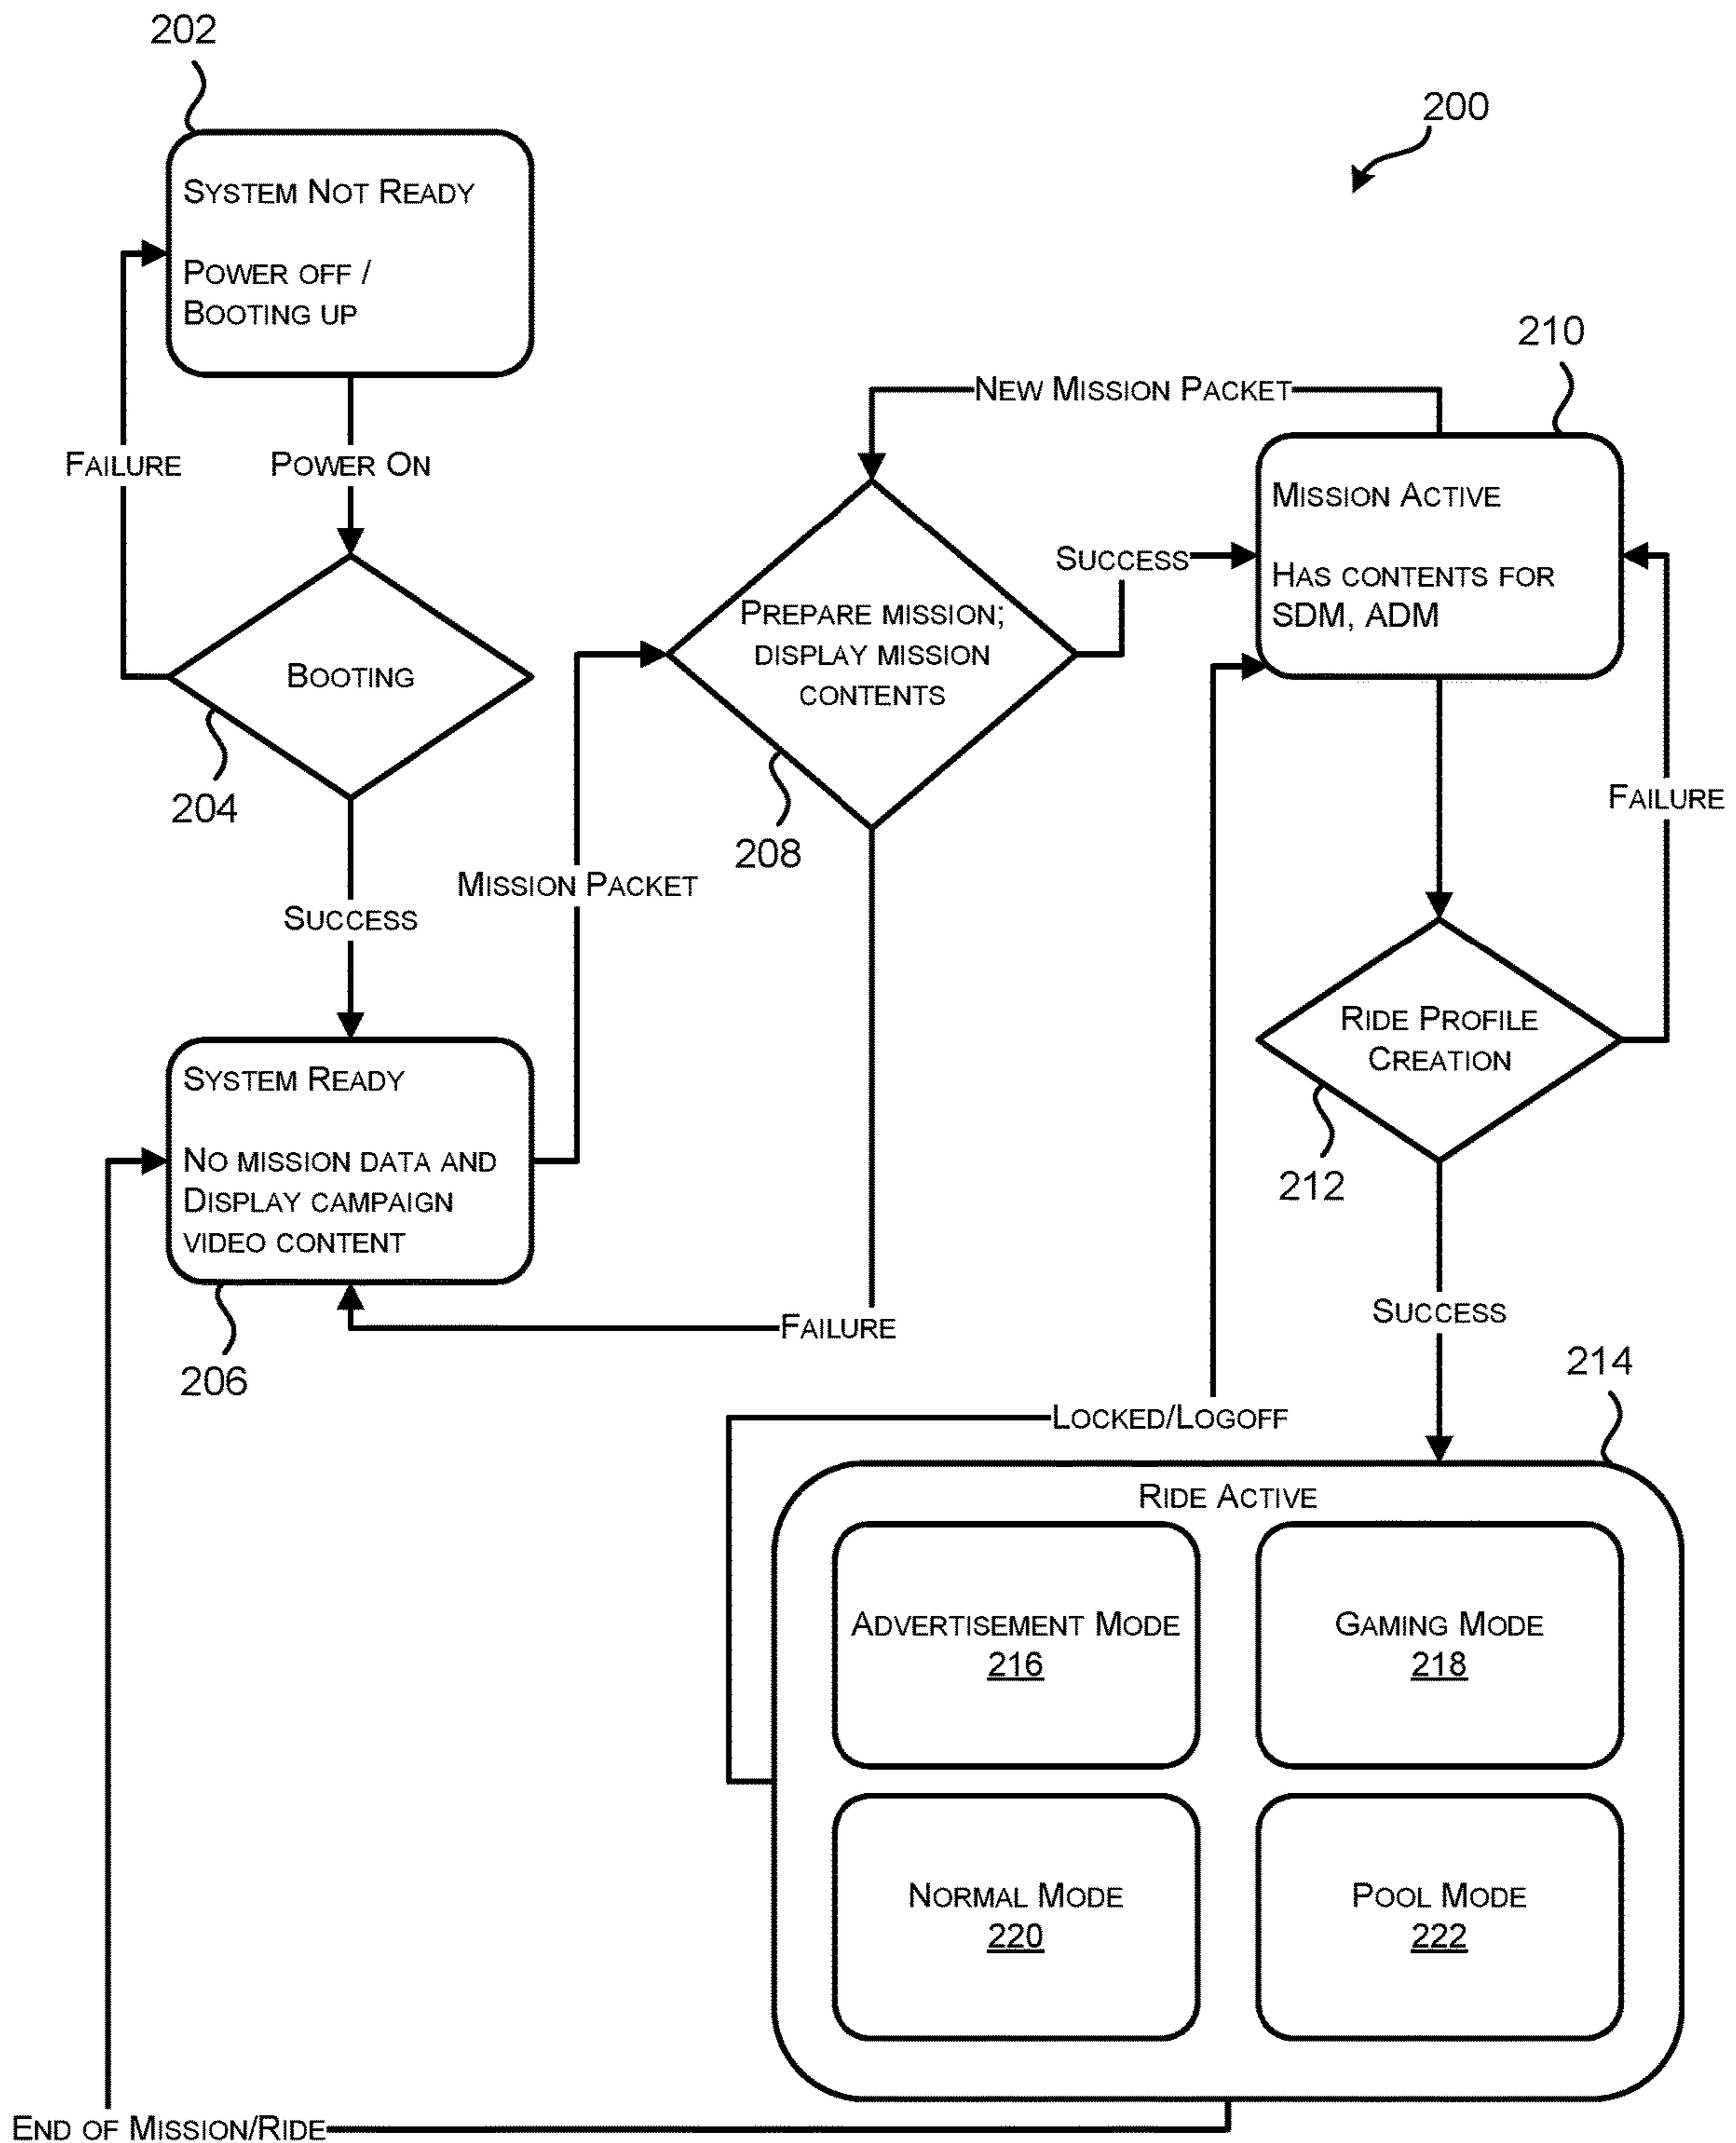 202
200
SYSTEM NOT READY
POWER OFF /
BOOTING UP
210
NEW MISSION PACKET
FAILURE
POWER ON
MISSION ACTIVE
HAS CONTENTS FOR
SDM, ADM
SUCCESS
PREPARE MISSION;
DISPLAY MISSION
CONTENTS
BOOTING
204
208
FAILURE
MISSION PACKET
SUCCESS
RIDE PROFILE
CREATION
212
SYSTEM READY
NO MISSION DATA AND
DISPLAY CAMPAIGN
VIDEO CONTENT
206
FAILURE
SUCCESS
214
LOCKED/LOGOFF
RIDE ACTIVE
ADVERTISEMENT MODE
216
GAMING MODE
218
NORMAL MODE
220
POOL MODE
222
END OF MISSION/RIDE